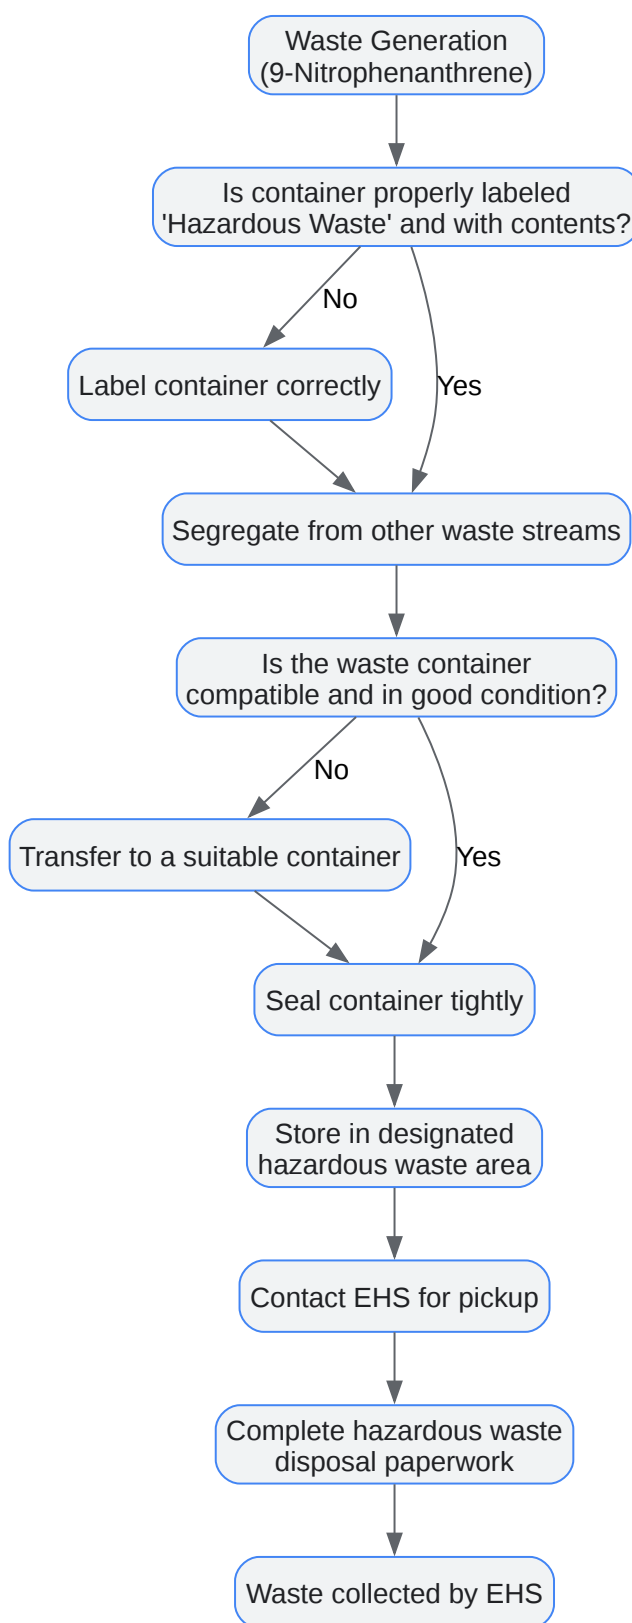 Waste Generation
(9-Nitrophenanthrene)
Is container properly labeled
'Hazardous Waste' and with contents?
No
Label container correctly
Yes
Segregate from other waste streams
Is the waste container
compatible and in good condition?
No
Transfer to a suitable container
Yes
Seal container tightly
Store in designated
hazardous waste area
Contact EHS for pickup
Complete hazardous waste
disposal paperwork
Waste collected by EHS